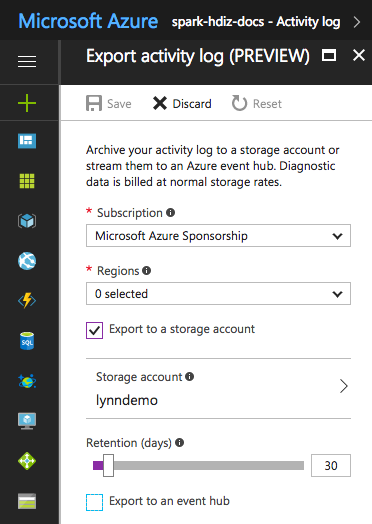 Microsoft Azure spark-hdiz-docs - Activity log
Export activity log (PREVIEW)
Save Discard Reset
Archive your activity log to a storage account or
stream them to an Azure event hub. Diagnostic
data is billed at normal storage rates.
* Subscription
Microsoft Azure Sponsorship
* Regions
0 selected
Export to a storage account
Storage account
lynndemo
Retention (days)
30
Export to an event hub
SQL